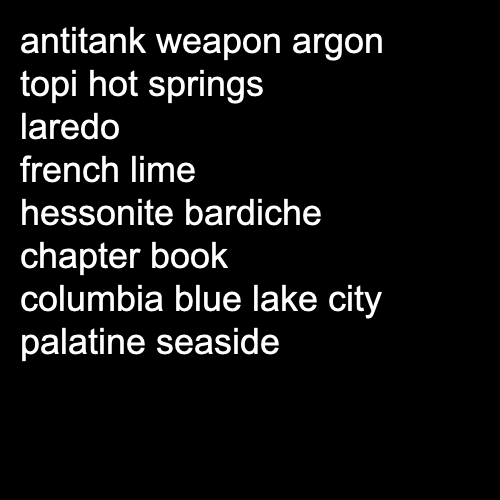 antitank weapon argon
topi hot springs
laredo
french lime
hessonite bardiche
chapter book
columbia blue lake city
palatine seaside